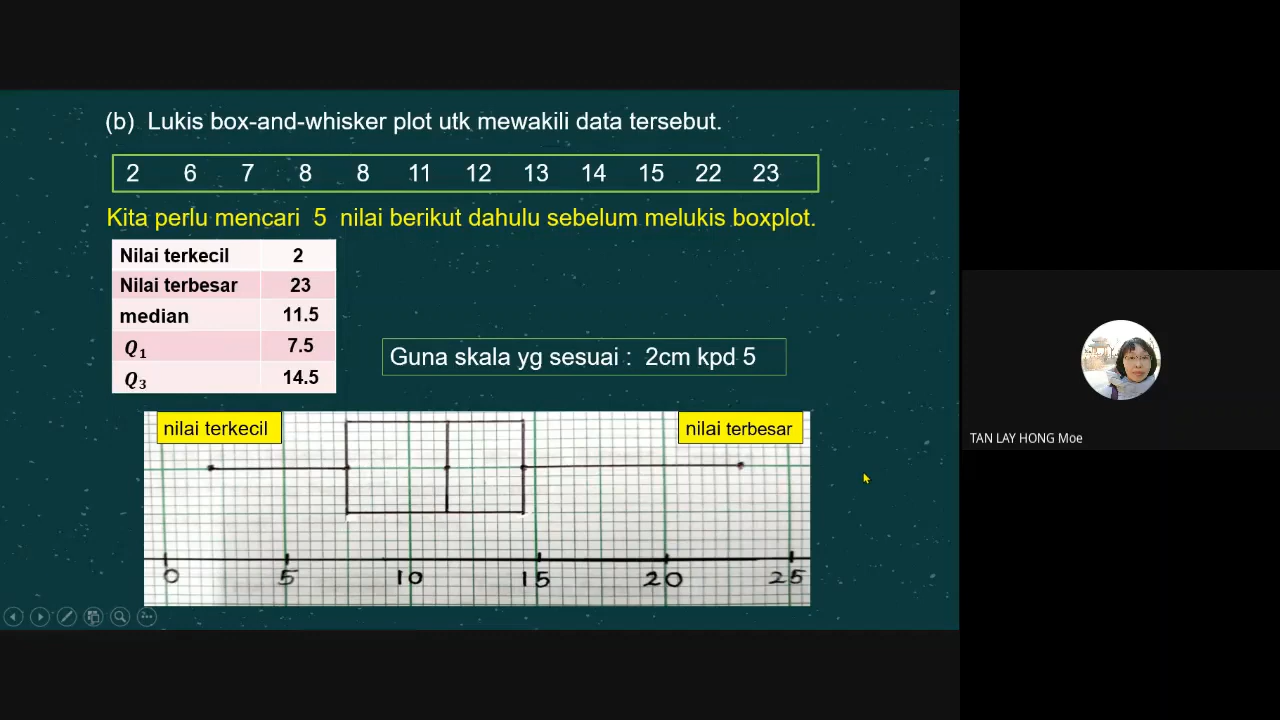 (b) Lukis box-and-whisker plot utk mewakili data tersebut.
2 6 7 8 8 11 12 13 14 15 22 23
Kita perlu mencari 5 nilai berikut dahulu sebelum melukis boxplot.
Nilai terkecil 2
Nilai terbesar 23
median 11.5
Q₁ 7.5
Q₃ 14.5
Guna skala yg sesuai : 2cm kpd 5
nilai terkecil
nilai terbesar
0 5 10 15 20 25
TAN LAY HONG Moe